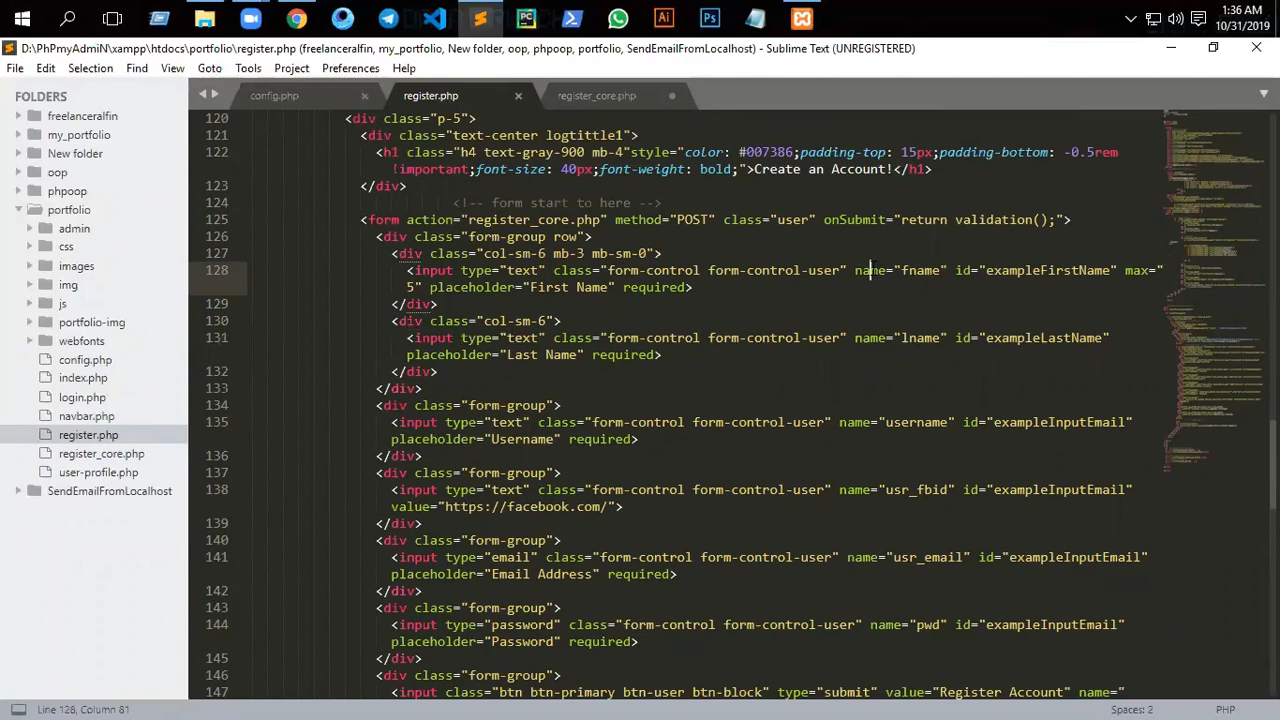 1:36 AM
10/31/2019
D:\PhPmyAdmiN\xampp\htdocs\portfolio\register.php (freelanceralfin, my_portfolio, New folder, oop, phpoop, portfolio, SendEmailFromLocalhost) - Sublime Text (UNREGISTERED)
File Edit Selection Find View Goto Tools Project Preferences Help
FOLDERS
freelanceralfin
my_portfolio
New folder
oop
phpoop
portfolio
admin
css
images
img
js
portfolio-img
webfonts
config.php
index.php
login.php
navbar.php
register.php
register_core.php
user-profile.php
SendEmailFromLocalhost
config.php register.php register_core.php
120 <div class="p-5">
121 <div class="text-center logtittle1">
122 <h1 class="h4 text-gray-900 mb-4"style="color: #007386;padding-top: 15px;padding-bottom: -0.5rem
!important;font-size: 40px;font-weight: bold;">Create an Account!</h1>
123 </div>
124 <!-- form start to here -->
125 <form action="register_core.php" method="POST" class="user" onSubmit="return validation();">
126 <div class="form-group row">
127 <div class="col-sm-6 mb-3 mb-sm-0">
128 <input type="text" class="form-control form-control-user" name="fname" id="exampleFirstName" max="
5" placeholder="First Name" required>
129 </div>
130 <div class="col-sm-6">
131 <input type="text" class="form-control form-control-user" name="lname" id="exampleLastName"
placeholder="Last Name" required>
132 </div>
133 </div>
134 <div class="form-group">
135 <input type="text" class="form-control form-control-user" name="username" id="exampleInputEmail"
placeholder="Username" required>
136 </div>
137 <div class="form-group">
138 <input type="text" class="form-control form-control-user" name="usr_fbid" id="exampleInputEmail"
value="https://facebook.com/">
139 </div>
140 <div class="form-group">
141 <input type="email" class="form-control form-control-user" name="usr_email" id="exampleInputEmail"
placeholder="Email Address" required>
142 </div>
143 <div class="form-group">
144 <input type="password" class="form-control form-control-user" name="pwd" id="exampleInputEmail"
placeholder="Password" required>
145 </div>
146 <div class="form-group">
147 <input class="btn btn-primary btn-user btn-block" type="submit" value="Register Account" name="
Line 128, Column 81
Spaces: 2
PHP